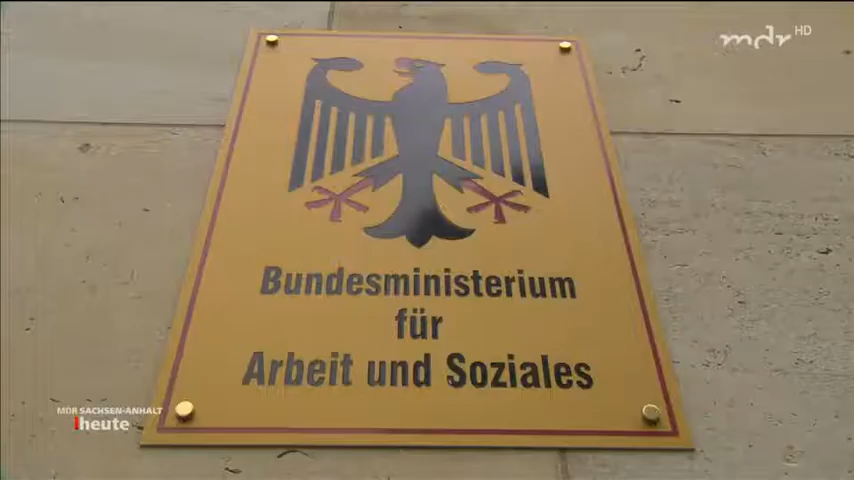 mdr HD
Bundesministerium
für
Arbeit und Soziales
MDR SACHSEN-ANHALT
heute